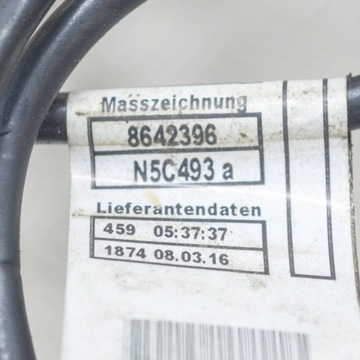 Masszeichnung
8642396
N5C493 a
Lieferantendaten
459 05:37:37
1874 08.03.16